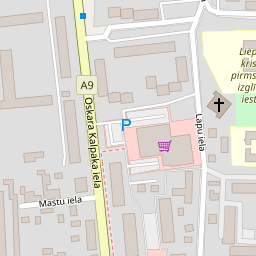 Liep
kris
pirms
izglī
iest
A9
Oskara Kalpaka iela
P
Lapu iela
Mastu iela